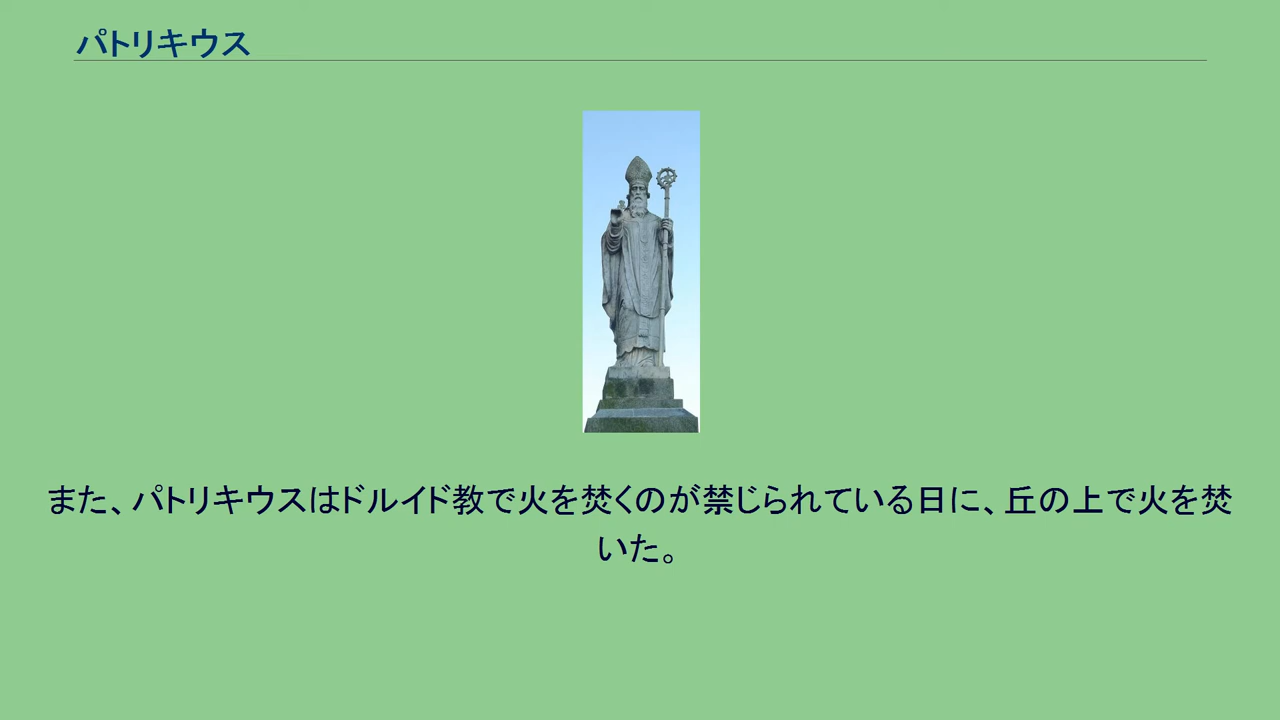 パトリキウス
また、パトリキウスはドルイド教で火を焚くのが禁じられている日に、丘の上で火を焚
いた。